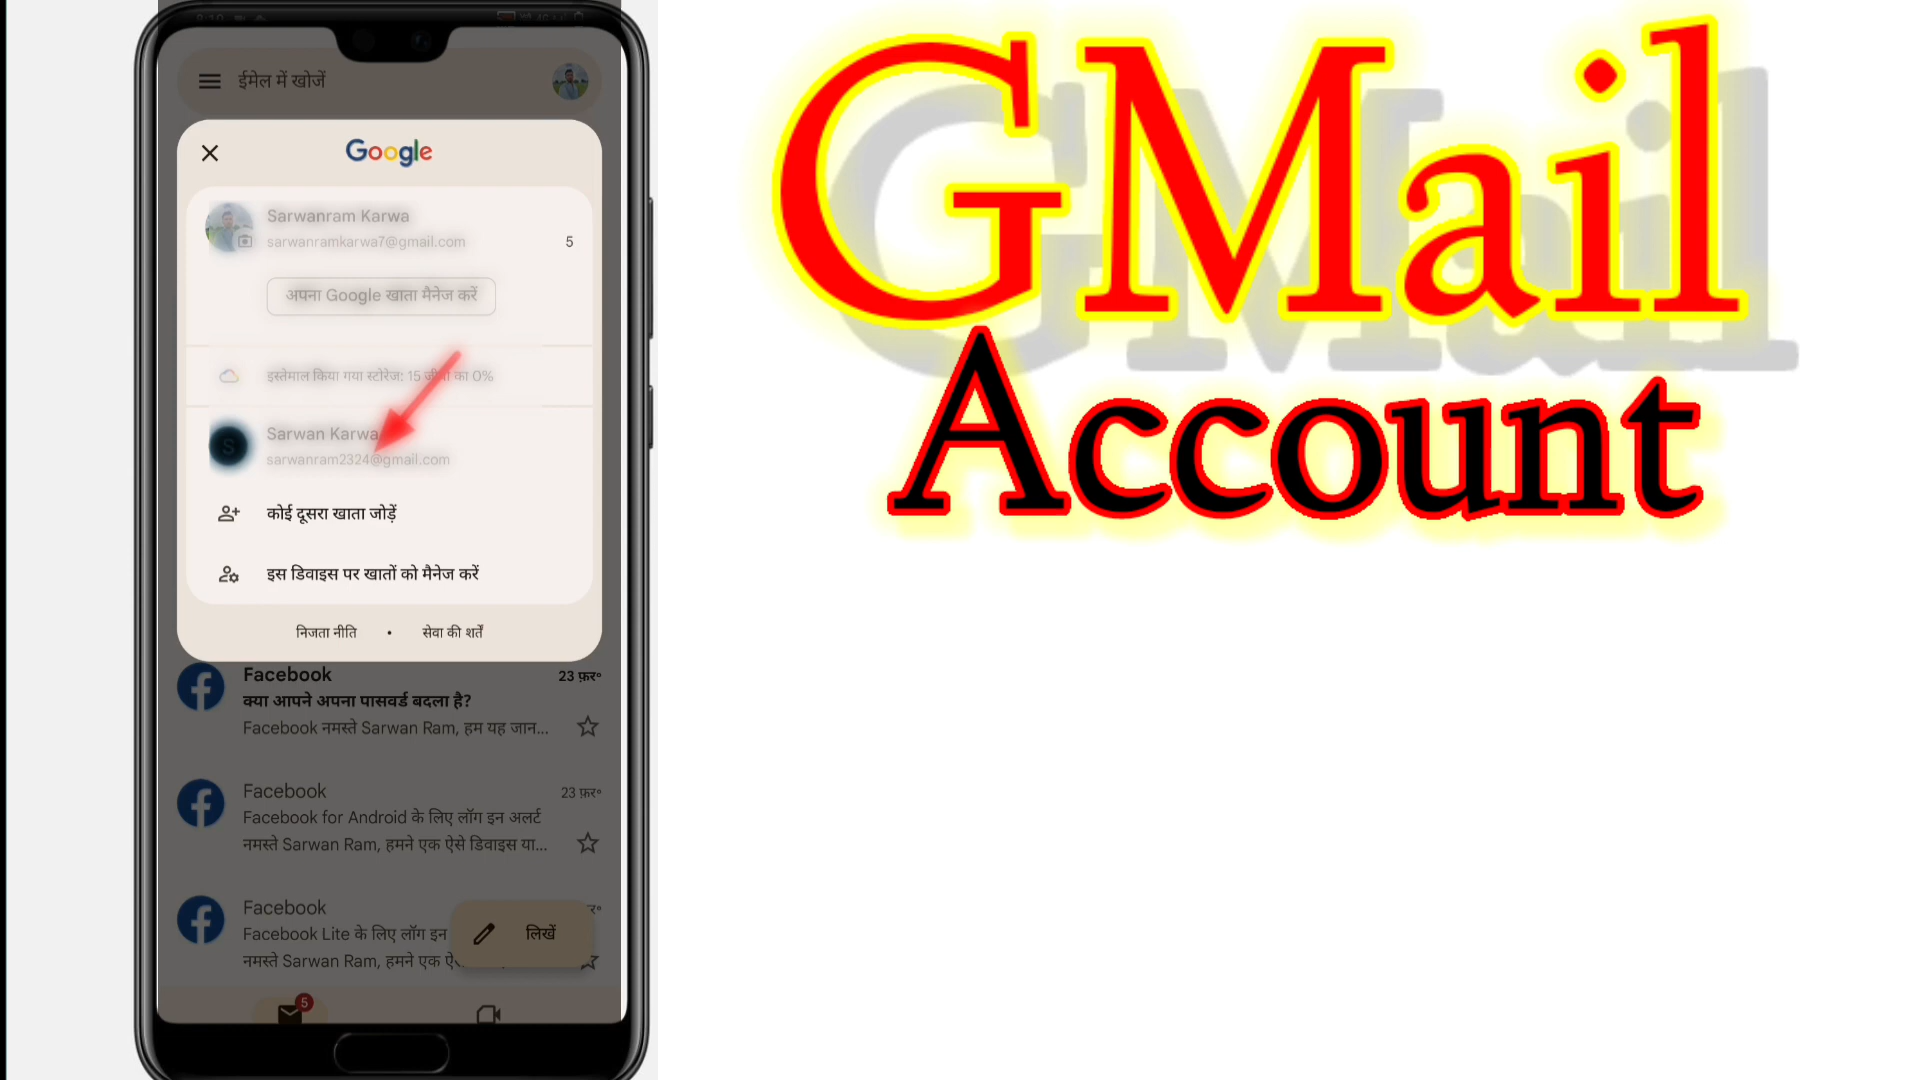 ईमेल में खोजें
Google
Sarwanram Karwa
sarwanramkarwa7@gmail.com
5
अपना Google खाता मैनेज करें
इस्तेमाल किया गया स्टोरेज: 15 का 0%
Sarwan Karwa
sarwanram2324@gmail.com
S
कोई दूसरा खाता जोड़ें
इस डिवाइस पर खातों को मैनेज करें
निजता नीति • सेवा की शर्तें
Facebook 23 फ़र॰
क्या आपने अपना पासवर्ड बदला है?
Facebook नमस्ते Sarwan Ram, हम यह जान...
Facebook 23 फ़र॰
Facebook for Android के लिए लॉग इन अलर्ट
नमस्ते Sarwan Ram, हमने एक ऐसे डिवाइस या...
Facebook
Facebook Lite के लिए लॉग इन
नमस्ते Sarwan Ram, हमने एक
लिखें
5
GMail
Account